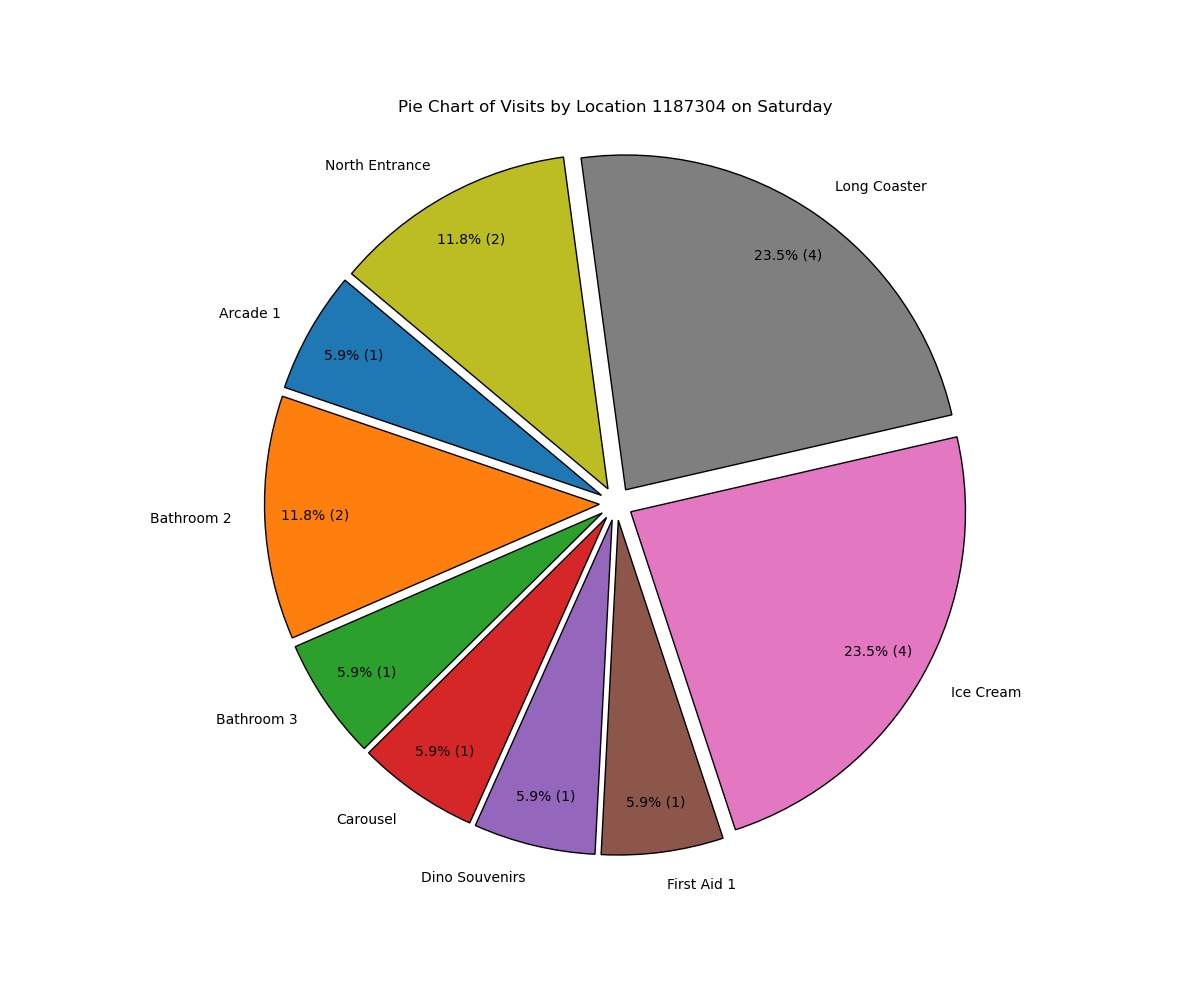 Pie Chart of Visits by Location 1187304 on Saturday
North Entrance
Long Coaster
11.8% (2)
23.5% (4)
Arcade 1
5.9% (1)
Bathroom 2
11.8% (2)
23.5% (4)
Ice Cream
5.9% (1)
Bathroom 3
5.9% (1)
Carousel
5.9% (1)
Dino Souvenirs
5.9% (1)
First Aid 1